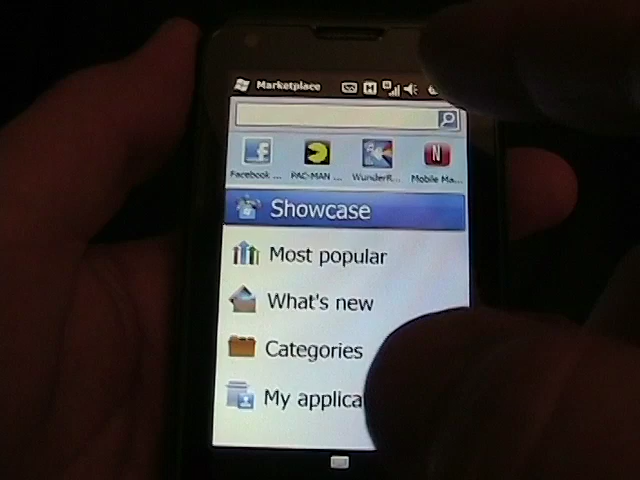 Marketplace
Facebook ... PAC-MAN ... WunderR... Mobile Ma...
Showcase
Most popular
What's new
Categories
My applica